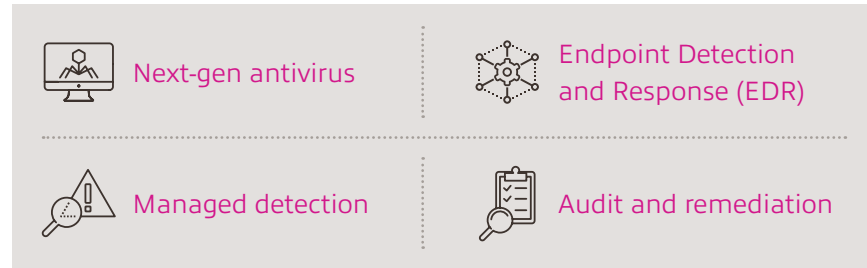 Next-gen antivirus
Endpoint Detection
and Response (EDR)
Managed detection
Audit and remediation